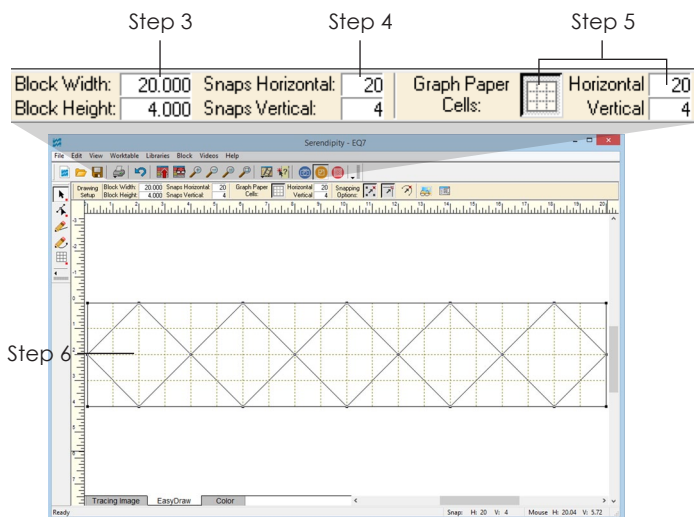 Step 3 Step 4 Step 5
Block Width: 20.000 Snaps Horizontal: 20 Graph Paper Cells: Horizontal 20
Block Height: 4.000 Snaps Vertical: 4 Vertical 4
Serendipity - EQ7
File Edit View Worktable Libraries Block Videos Help
Drawing Setup Block Width: 20.000 Snaps Horizontal: 20 Graph Paper Cells: Horizontal 20 Snapping Options:
Block Height: 4.000 Snaps Vertical: 4 Vertical 4
Step 6
Tracing Image EasyDraw Color
Ready Snap: H: 20 V: 4 Mouse H: 20.04 V: 5.72